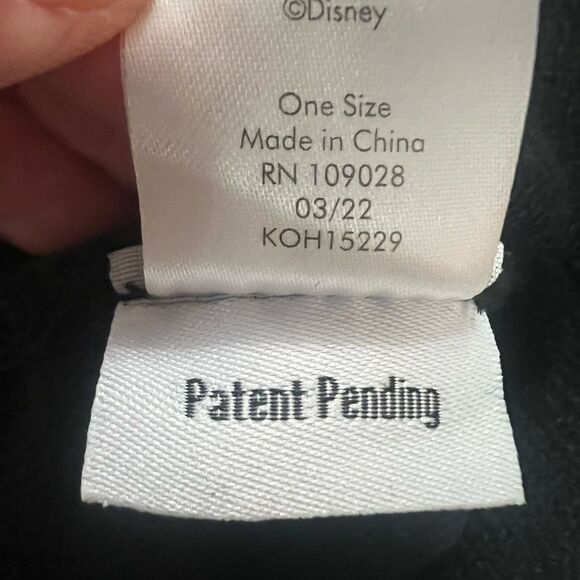 ©Disney
One Size
Made in China
RN 109028
03/22
KOH15229
Patent Pending